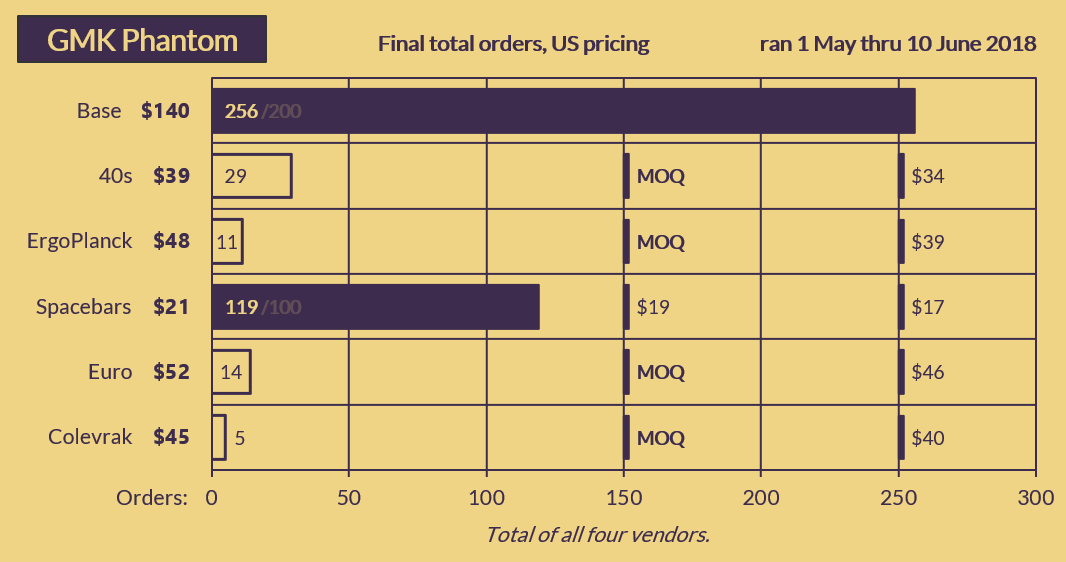 GMK Phantom
Final total orders, US pricing
ran 1 May thru 10 June 2018
Base $140 256/200
40s $39 29 MOQ $34
ErgoPlanck $48 11 MOQ $39
Spacebars $21 119/100 $19 $17
Euro $52 14 MOQ $46
Colevrak $45 5 MOQ $40
Orders: 0 50 100 150 200 250 300
Total of all four vendors.